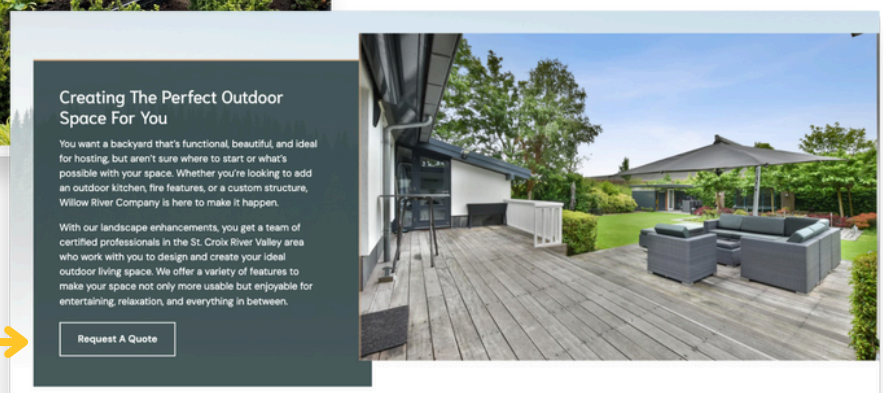 Creating The Perfect Outdoor
Space For You
You want a backyard that's functional, beautiful, and ideal
for hosting, but aren't sure where to start or what's
possible with your space. Whether you're looking to add
an outdoor kitchen, fire features, or a custom structure,
Willow River Company is here to make it happen.
With our landscape enhancements, you get a team of
certified professionals in the St. Croix River Valley area
who work with you to design and create your ideal
outdoor living space. We offer a variety of features to
make your space not only more usable but enjoyable for
entertaining, relaxation, and everything in between.
Request A Quote